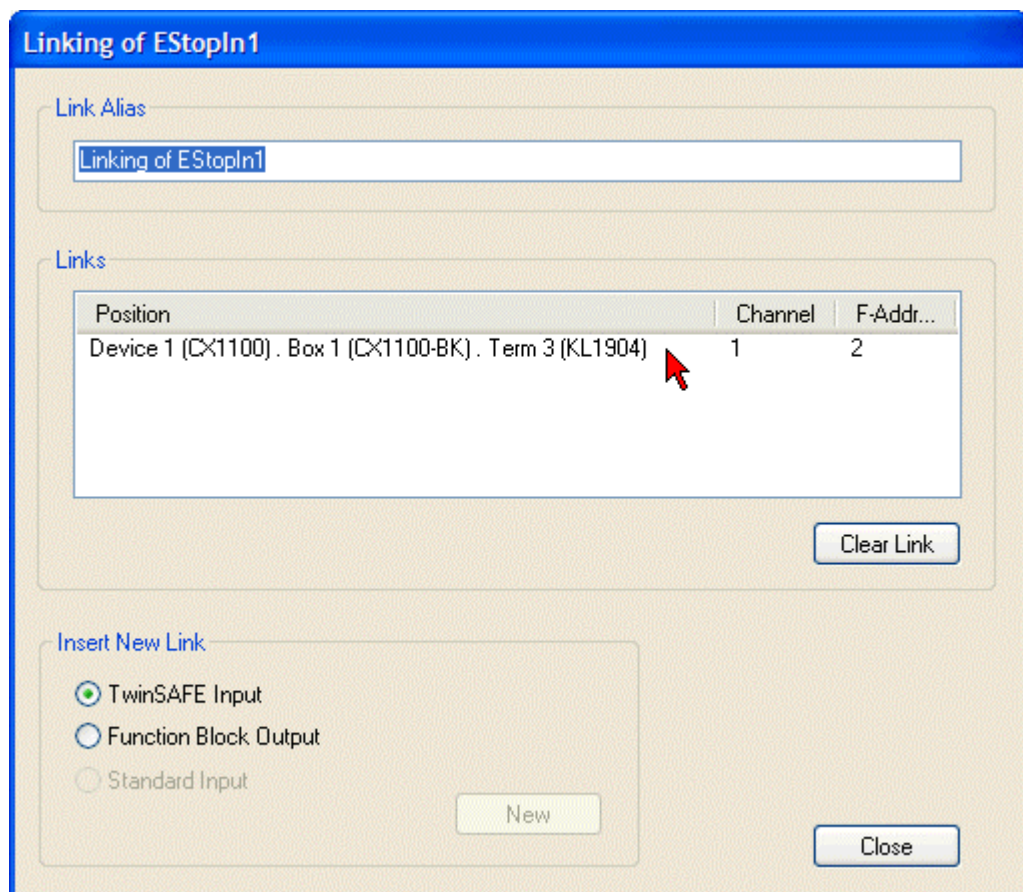 Linking of EStopIn1
Link Alias
Linking of EStopIn1
Links
Position Channel F-Addr...
Device 1 (CX1100) . Box 1 (CX1100-BK) . Term 3 (KL1904) 1 2
Clear Link
Insert New Link
TwinSAFE Input
Function Block Output
Standard Input
New
Close